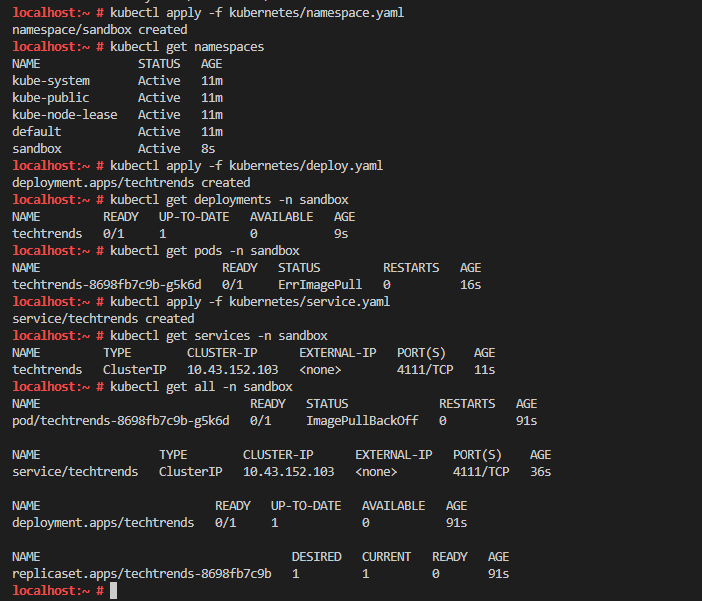 localhost:~ # kubectl apply -f kubernetes/namespace.yaml
namespace/sandbox created
localhost:~ # kubectl get namespaces
NAME              STATUS   AGE
kube-system       Active   11m
kube-public       Active   11m
kube-node-lease   Active   11m
default           Active   11m
sandbox           Active   8s
localhost:~ # kubectl apply -f kubernetes/deploy.yaml
deployment.apps/techtrends created
localhost:~ # kubectl get deployments -n sandbox
NAME         READY   UP-TO-DATE   AVAILABLE   AGE
techtrends   0/1     1            0           9s
localhost:~ # kubectl get pods -n sandbox
NAME                          READY   STATUS         RESTARTS   AGE
techtrends-8698fb7c9b-g5k6d   0/1     ErrImagePull   0          16s
localhost:~ # kubectl apply -f kubernetes/service.yaml
service/techtrends created
localhost:~ # kubectl get services -n sandbox
NAME         TYPE        CLUSTER-IP      EXTERNAL-IP   PORT(S)    AGE
techtrends   ClusterIP   10.43.152.103   <none>        4111/TCP   11s
localhost:~ # kubectl get all -n sandbox
NAME                              READY   STATUS             RESTARTS   AGE
pod/techtrends-8698fb7c9b-g5k6d   0/1     ImagePullBackOff   0          91s
NAME                 TYPE        CLUSTER-IP      EXTERNAL-IP   PORT(S)    AGE
service/techtrends   ClusterIP   10.43.152.103   <none>        4111/TCP   36s
NAME                         READY   UP-TO-DATE   AVAILABLE   AGE
deployment.apps/techtrends   0/1     1            0           91s
NAME                                    DESIRED   CURRENT   READY   AGE
replicaset.apps/techtrends-8698fb7c9b   1         1         0       91s
localhost:~ #